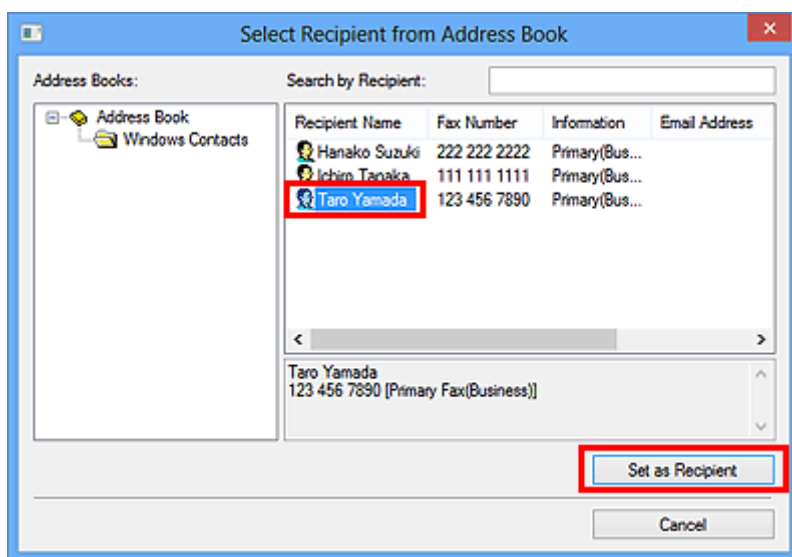 Select Recipient from Address Book
Address Books:
Search by Recipient:
Address Book
Windows Contacts
Recipient Name Fax Number Information Email Address
Hanako Suzuki 222 222 2222 Primary(Bus...
Ichiro Tanaka 111 111 1111 Primary(Bus...
Taro Yamada 123 456 7890 Primary(Bus...
Taro Yamada
123 456 7890 [Primary Fax(Business)]
Set as Recipient
Cancel